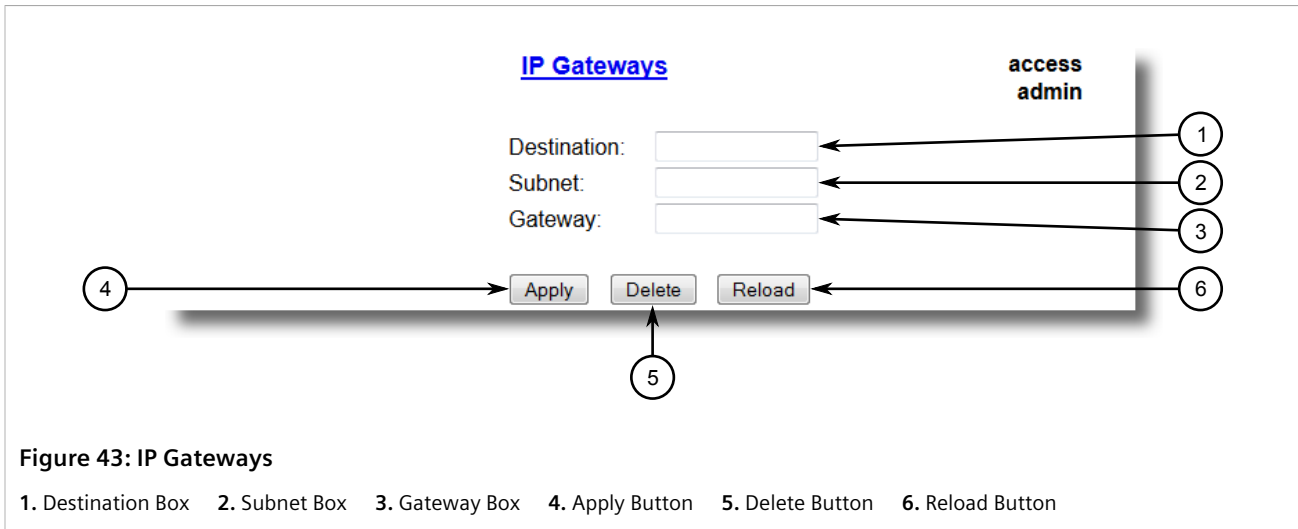 IP Gateways
access
admin
Destination:
1
Subnet:
2
Gateway:
3
4
Apply
Delete
Reload
6
5
Figure 43: IP Gateways
1. Destination Box 2. Subnet Box 3. Gateway Box 4. Apply Button 5. Delete Button 6. Reload Button